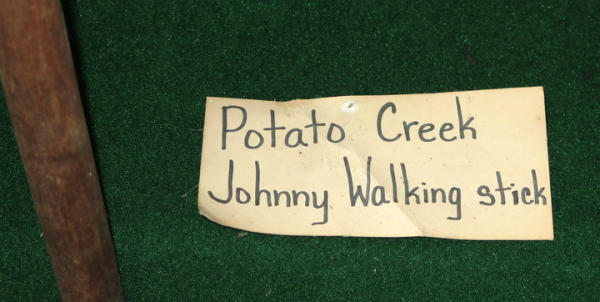 Potato Creek
Johnny Walking stick